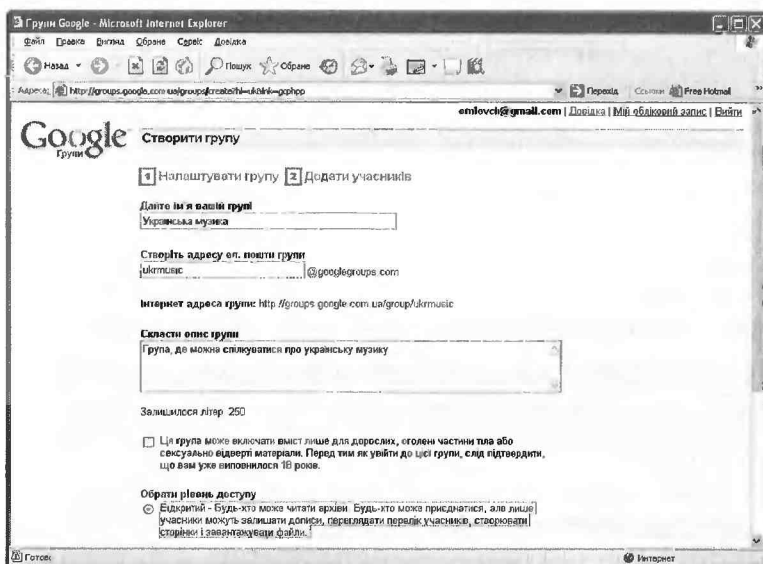 Групи Google - Microsoft Internet Explorer
Файл Правка Вигляд Обране Сервіс Довідка
Назад Пошук Обране
Адреса: http://groups.google.com.ua/groups/create?hl=uk&lnk=gcphpp Перехід Ссылки Free Hotmail
emlovch@gmail.com | Довідка | Мій обліковий запис | Вийти
Google Створити групу
Групи
1 Налаштувати групу 2 Додати учасників
Дайте ім'я вашій групі
Українська музика
Створіть адресу ел. пошти групи
ukrmusic @googlegroups.com
Інтернет адреса групи: http://groups.google.com.ua/group/ukrmusic
Скласти опис групи
Група, де можна спілкуватися про українську музику
Залишилося літер: 250
Ця група може включати вміст лише для дорослих, оголені частини тіла або
сексуально відверті матеріали. Перед тим як увійти до цієї групи, слід підтвердити,
що вам уже виповнилося 18 років.
Обрати рівень доступу
Відкритий - Будь-хто може читати архіви. Будь-хто може приєднатися, але лише
учасники можуть залишати дописи, переглядати перелік учасників, створювати
сторінки і завантажувати файли.
Готово Интернет